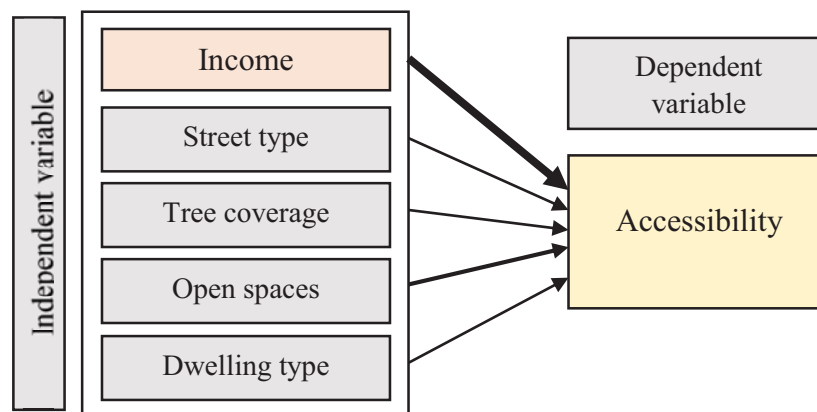 Independent variable
Income
Street type
Tree coverage
Open spaces
Dwelling type
Dependent
variable
Accessibility